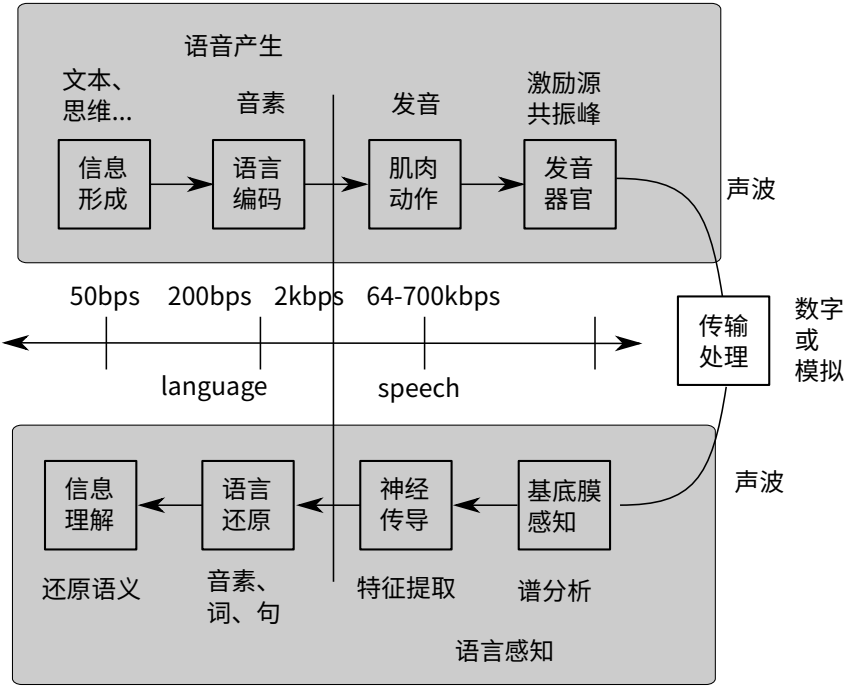 语音产生
文本、
思维...
音素
发音
激励源
共振峰
信息
形成
语言
编码
肌肉
动作
发音
器官
声波
50bps
200bps
2kbps
64-700kbps
传输
处理
数字
或
模拟
language
speech
信息
理解
语言
还原
神经
传导
基底膜
感知
声波
还原语义
音素、
词、句
特征提取
谱分析
语言感知